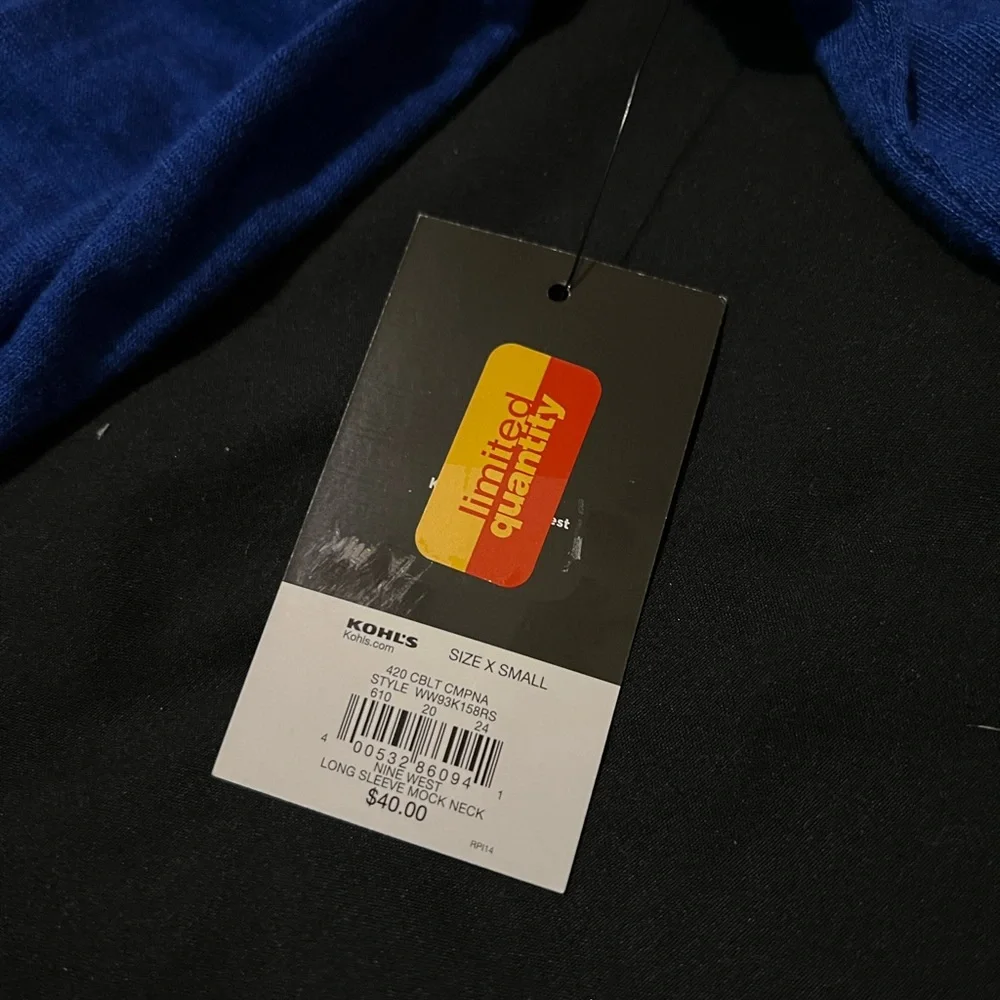 limited
quantity
est
KOHL'S
Kohls.com
SIZE X SMALL
420 CBLT CMPNA
STYLE WW93K158RS
610 20 24
4 00532 86094 1
NINE WEST
LONG SLEEVE MOCK NECK
$40.00
RPI14